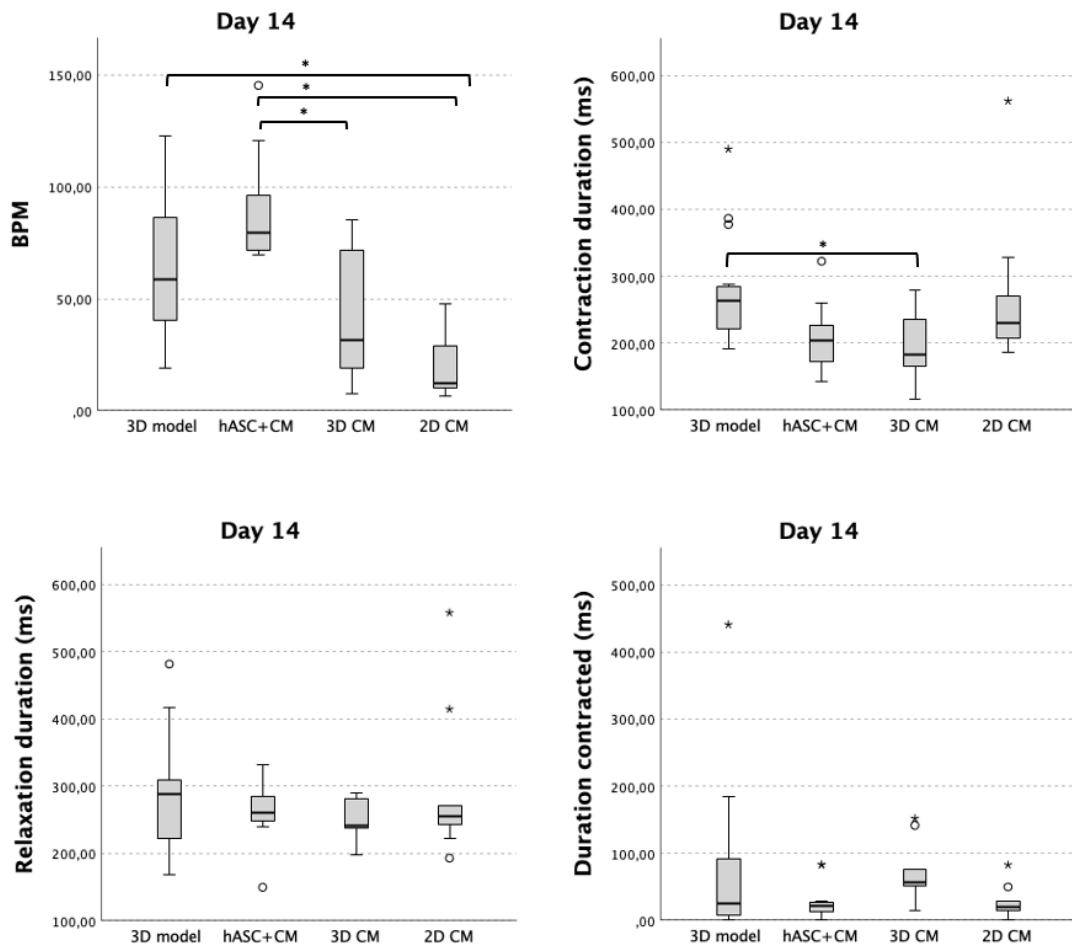 Day 14
BPM
150,00
100,00
50,00
,00
*
*
*
3D model hASC+CM 3D CM 2D CM
Day 14
Contraction duration (ms)
600,00
500,00
400,00
300,00
200,00
100,00
*
3D model hASC+CM 3D CM 2D CM
Day 14
Relaxation duration (ms)
600,00
500,00
400,00
300,00
200,00
100,00
3D model hASC+CM 3D CM 2D CM
Day 14
Duration contracted (ms)
500,00
400,00
300,00
200,00
100,00
,00
3D model hASC+CM 3D CM 2D CM